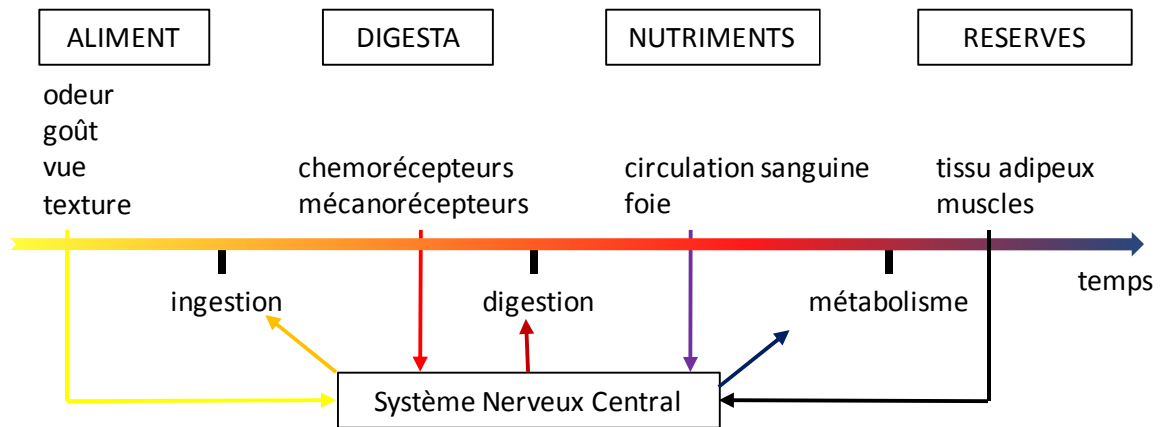 ALIMENT
DIGESTA
NUTRIMENTS
RESERVES
odeur
goût
vue
texture
chemorécepteurs
mécanorécepteurs
circulation sanguine
foie
tissu adipeux
muscles
ingestion
digestion
métabolisme
temps
Système Nerveux Central